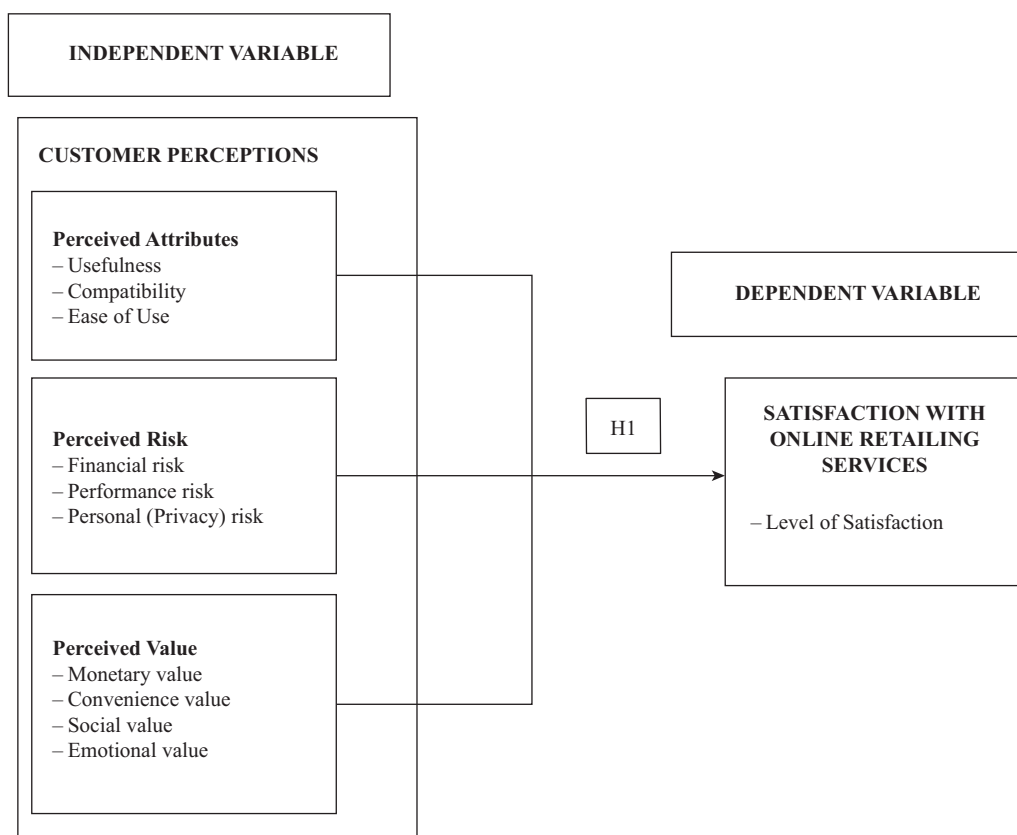 INDEPENDENT VARIABLE
CUSTOMER PERCEPTIONS
Perceived Attributes
– Usefulness
– Compatibility
– Ease of Use
Perceived Risk
– Financial risk
– Performance risk
– Personal (Privacy) risk
Perceived Value
– Monetary value
– Convenience value
– Social value
– Emotional value
H1
DEPENDENT VARIABLE
SATISFACTION WITH
ONLINE RETAILING
SERVICES
– Level of Satisfaction